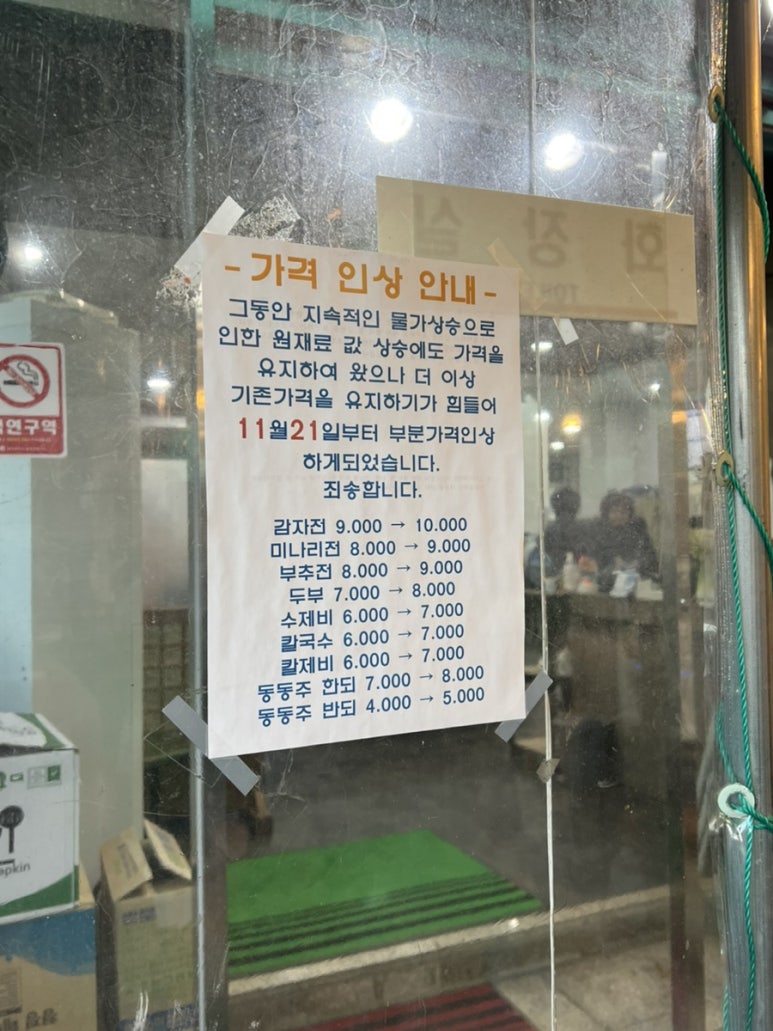 화장실
- 가격 인상 안내 -
그동안 지속적인 물가상승으로
인한 원재료 값 상승에도 가격을
유지하여 왔으나 더 이상
기존가격을 유지하기가 힘들어
11월21일부터 부분가격인상
하게되었습니다.
죄송합니다.
감자전 9.000 → 10.000
미나리전 8.000 → 9.000
부추전 8.000 → 9.000
두부 7.000 → 8.000
수제비 6.000 → 7.000
칼국수 6.000 → 7.000
칼제비 6.000 → 7.000
동동주 한되 7.000 → 8.000
동동주 반되 4.000 → 5.000
연구역
apkin